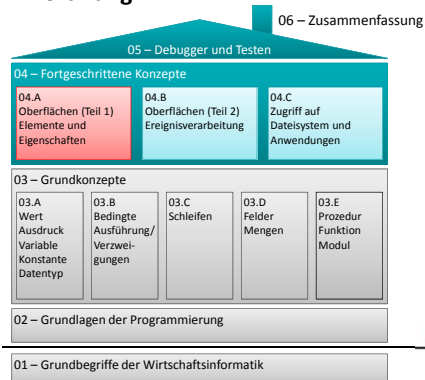 06 – Zusammenfassung
05 – Debugger und Testen
04 – Fortgeschrittene Konzepte
04.A
Oberflächen (Teil 1)
Elemente und
Eigenschaften
04.B
Oberflächen (Teil 2)
Ereignisverarbeitung
04.C
Zugriff auf
Dateisystem und
Anwendungen
03 – Grundkonzepte
03.A
Wert
Ausdruck
Variable
Konstante
Datentyp
03.B
Bedingte
Ausführung/
Verzwei-
gungen
03.C
Schleifen
03.D
Felder
Mengen
03.E
Prozedur
Funktion
Modul
02 – Grundlagen der Programmierung
01 – Grundbegriffe der Wirtschaftsinformatik